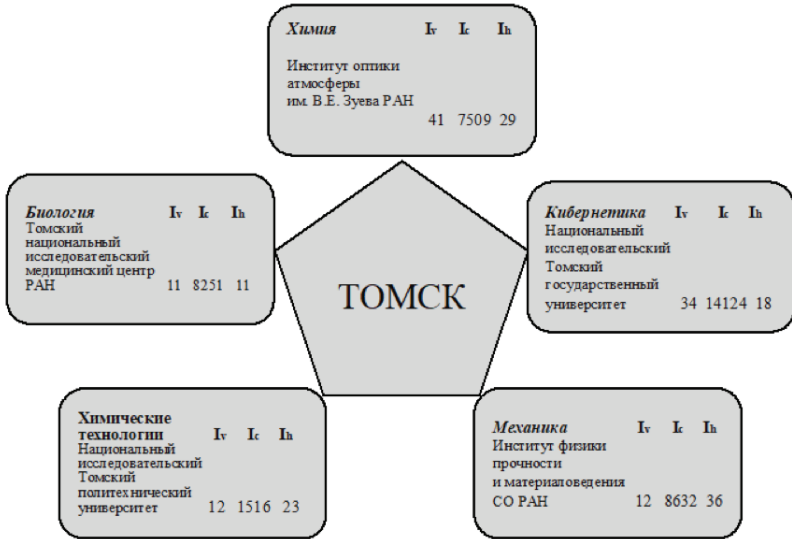 Химия Iv Ic Ih
Институт оптики
атмосферы
им. В.Е. Зуева РАН
41 7509 29
Биология Iv Ic Ih
Томский
национальный
исследовательский
медицинский центр
РАН 11 8251 11
Кибернетика Iv Ic Ih
Национальный
исследовательский
Томский
государственный
университет 34 14124 18
ТОМСК
Химические
технологии Iv Ic Ih
Национальный
исследовательский
Томский
политехнический
университет 12 1516 23
Механика Iv Ic Ih
Институт физики
прочности
и материаловедения
СО РАН 12 8632 36